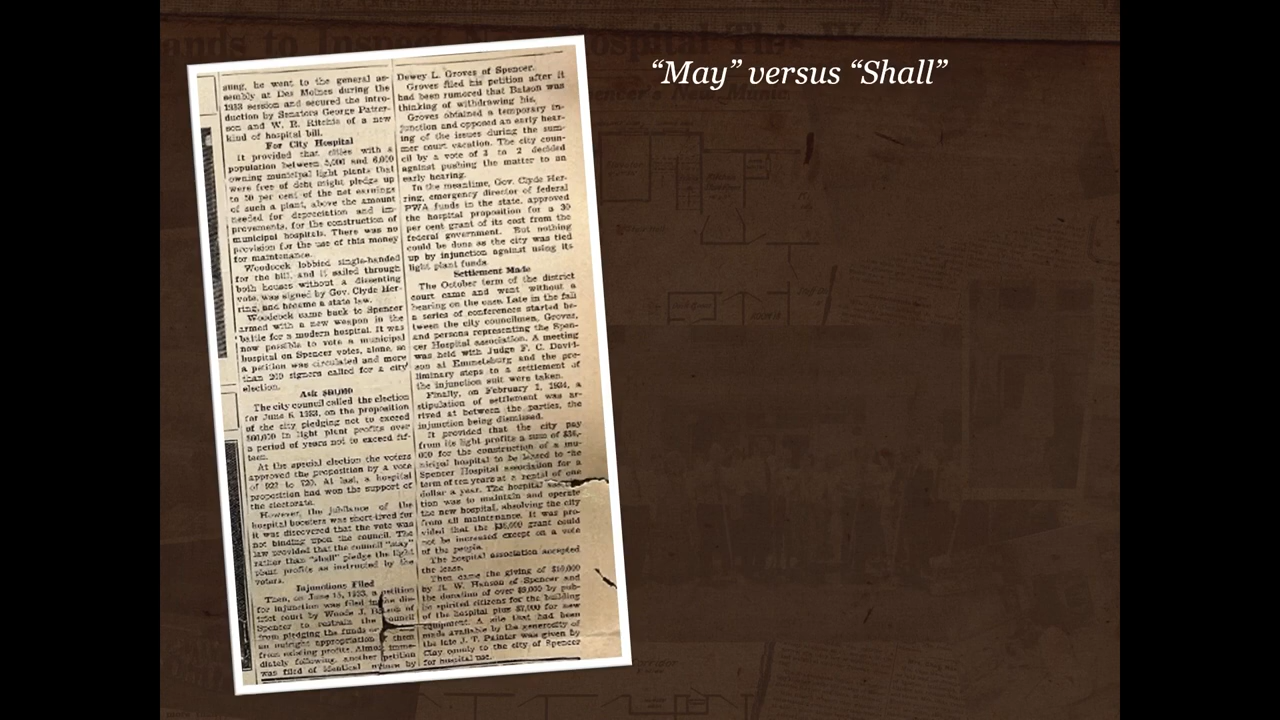 “May” versus “Shall”
sung, he went to the general as-
sembly at Des Moines during the
1933 session and secured the intro-
duction by Senators George Patter-
son and W. R. Ritchie of a new
kind of hospital bill.
For City Hospital
It provided that cities with a
population between 5,000 and 6,000
owning municipal light plants that
were free of debt might pledge up
to 50 per cent of the net earnings
of such a plant, above the amount
needed for depreciation and im-
provements, for the construction of
municipal hospitals. There was no
provision for the use of this money
for maintenance.
Woodcock lobbied single-handed
for the bill, and it sailed through
both houses without a dissenting
vote, was signed by Gov. Clyde Her-
ring, and became a state law.
Woodcock came back to Spencer
armed with a new weapon in the
battle for a modern hospital. It was
now possible to vote a municipal
hospital on Spencer votes, alone, so
a petition was circulated and more
than 200 signers called for a city
election.
Ask $60,000
The city council called the election
for June 6, 1933, on the proposition
of the city pledging not to exceed
$60,000 in light plant profits over
a period of years not to exceed fif-
teen.
At the special election the voters
approved the proposition by a vote
of to At last, a hospital
proposition had won the support of
the electorate.
However, the jubilance of the
hospital boosters was short-lived for
it was discovered that the vote was
not binding upon the council. The
law provided that the council "may"
rather than "shall" pledge the light
plant profits as instructed by the
voters.
Injunctions Filed
Then, on June 15, 1933, a petition
for injunction was filed in the dis-
trict court by Woods J. of
Spencer to restrain the council
from pledging the funds or
an outright appropriation of them
from existing profits. Almost imme-
diately following, another petition
was filed of identical nature by
Dewey L. Groves of Spencer.
Groves filed his petition after it
had been rumored that Batson was
thinking of withdrawing his.
Groves obtained a temporary in-
junction and opposed an early hear-
ing of the issues during the sum-
mer court vacation. The city coun-
cil by a vote of 3 to 2 decided
against pushing the matter to an
early hearing.
In the meantime, Gov. Clyde Her-
ring, emergency director of federal
PWA funds in the state, approved
the hospital proposition for a 30
per cent grant of its cost from the
federal government. But nothing
could be done as the city was tied
up by injunction against using its
light plant funds.
Settlement Made
The October term of the district
court came and went without a
hearing on the case. Late in the fall
a series of conferences started be-
tween the city councilmen, Groves,
and persons representing the Spen-
cer Hospital association. A meeting
was held with Judge F. C. David-
son at Emmetsburg and the pre-
liminary steps to a settlement of
the injunction suit were taken.
Finally, on February 1, 1934, a
stipulation of settlement was ar-
rived at between the parties, the
injunction being dismissed.
It provided that the city pay
from its light profits a sum of $36,-
000 for the construction of a mu-
nicipal hospital to be leased to the
Spencer Hospital association for a
term of ten years at a rental of one
dollar a year. The hospital associa-
tion was to maintain and operate
the new hospital, absolving the city
from all maintenance. It was pro-
vided that the $36,000 grant could
not be increased except on a vote
of the people.
The hospital association accepted
the lease.
Then came the giving of $10,000
by R. W. Hanson of Spencer and
the donation of over $9,000 by pub-
lic spirited citizens for the building
of the hospital plus $7,000 for new
equipment. A site that had been
made available by the generosity of
the late J. T. Painter was given by
Clay county to the city of Spencer
for hospital use.